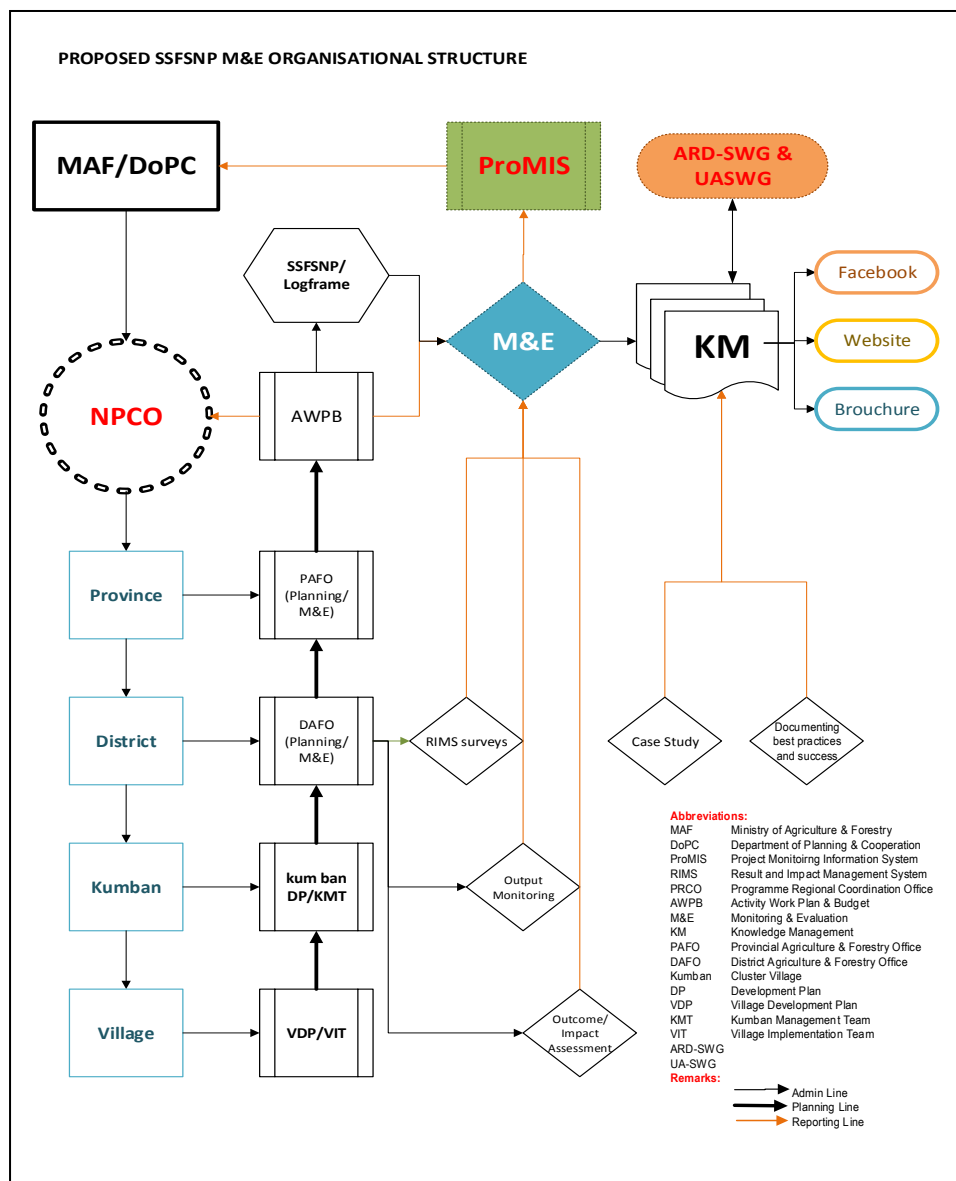 PROPOSED SSFSNP M&E ORGANISATIONAL STRUCTURE
MAF/DoPC
ProMIS
ARD-SWG &
UASWG
SSFSNP/
Logframe
M&E
KM
Facebook
Website
Brouchure
NPCO
AWPB
Province
PAFO
(Planning/
M&E)
District
DAFO
(Planning/
M&E)
RIMS surveys
Case Study
Documenting
best practices
and success
Kumban
kum ban
DP/KMT
Output
Monitoring
Village
VDP/VIT
Outcome/
Impact
Assessment
Abbreviations:
MAF Ministry of Agriculture & Forestry
DoPC Department of Planning & Cooperation
ProMIS Project Monitoirng Information System
RIMS Result and Impact Management System
PRCO Programme Regional Coordination Office
AWPB Activity Work Plan & Budget
M&E Monitoring & Evaluation
KM Knowledge Management
PAFO Provincial Agriculture & Forestry Office
DAFO District Agriculture & Forestry Office
Kumban Cluster Village
DP Development Plan
VDP Village Development Plan
KMT Kumban Management Team
VIT Village Implementation Team
ARD-SWG
UA-SWG
Remarks:
Admin Line
Planning Line
Reporting Line